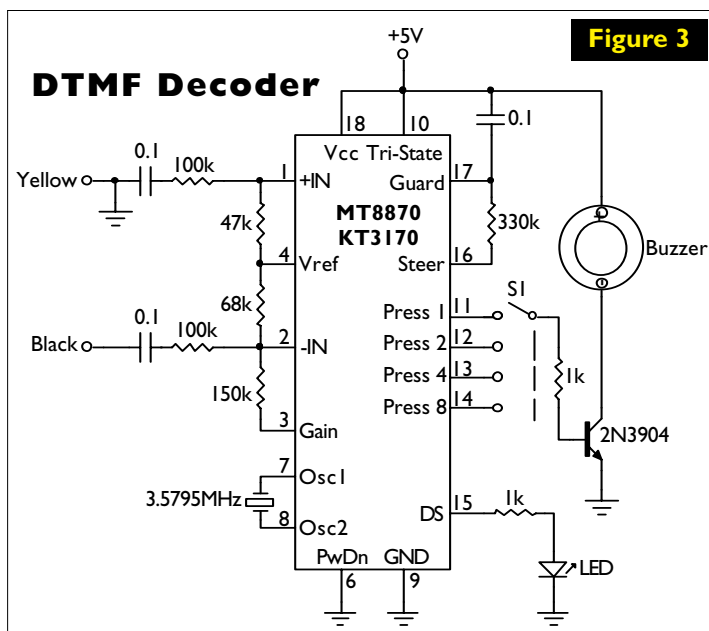 Figure 3
+5V
DTMF Decoder
18 10
0.1
Vcc Tri-State
0.1
100k
1
+IN
17
Guard
Yellow
MT8870
KT3170
47k
330k
4
Vref
16
Steer
Buzzer
68k
S1
Press 1
11
0.1
100k
2
-IN
Press 2
12
Black
Press 4
13
1k
150k
Press 8
14
3
Gain
2N3904
7
Osc1
3.5795MHz
8
Osc2
DS
15
1k
PwDn GND
6 9
LED
+